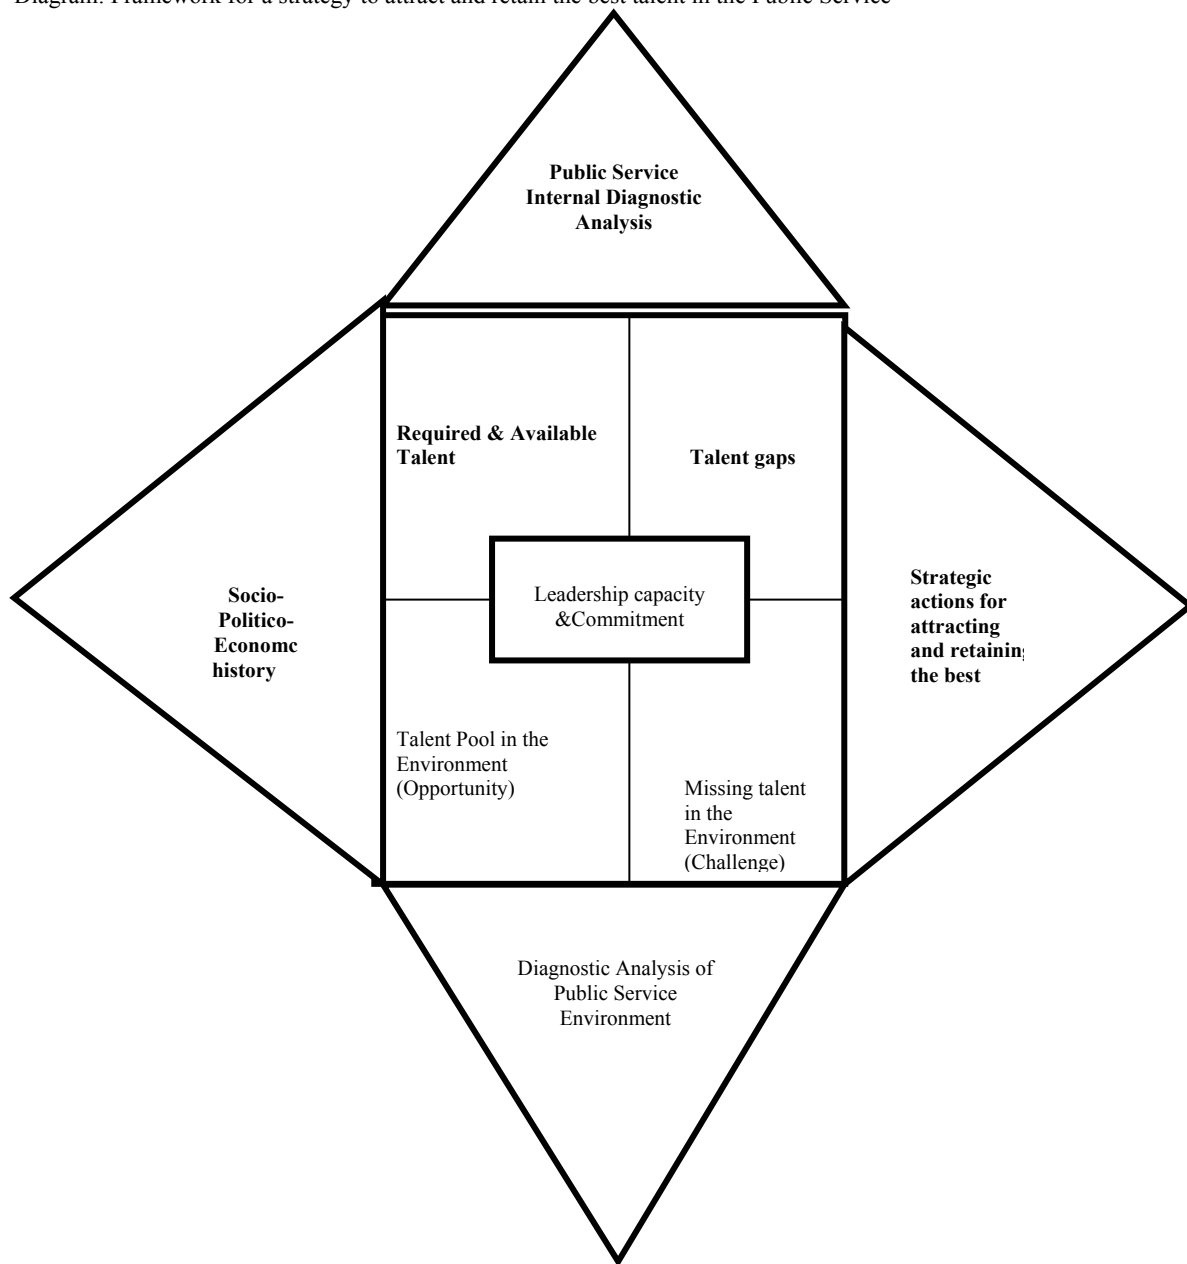 Diagram: Framework for a strategy to attract and retain the best talent in the Public Service
Public Service
Internal Diagnostic
Analysis
Required & Available
Talent
Talent gaps
Leadership capacity
&Commitment
Socio-
Politico-
Economc
history
Strategic
actions for
attracting
and retaining
the best
Talent Pool in the
Environment
(Opportunity)
Missing talent
in the
Environment
(Challenge)
Diagnostic Analysis of
Public Service
Environment